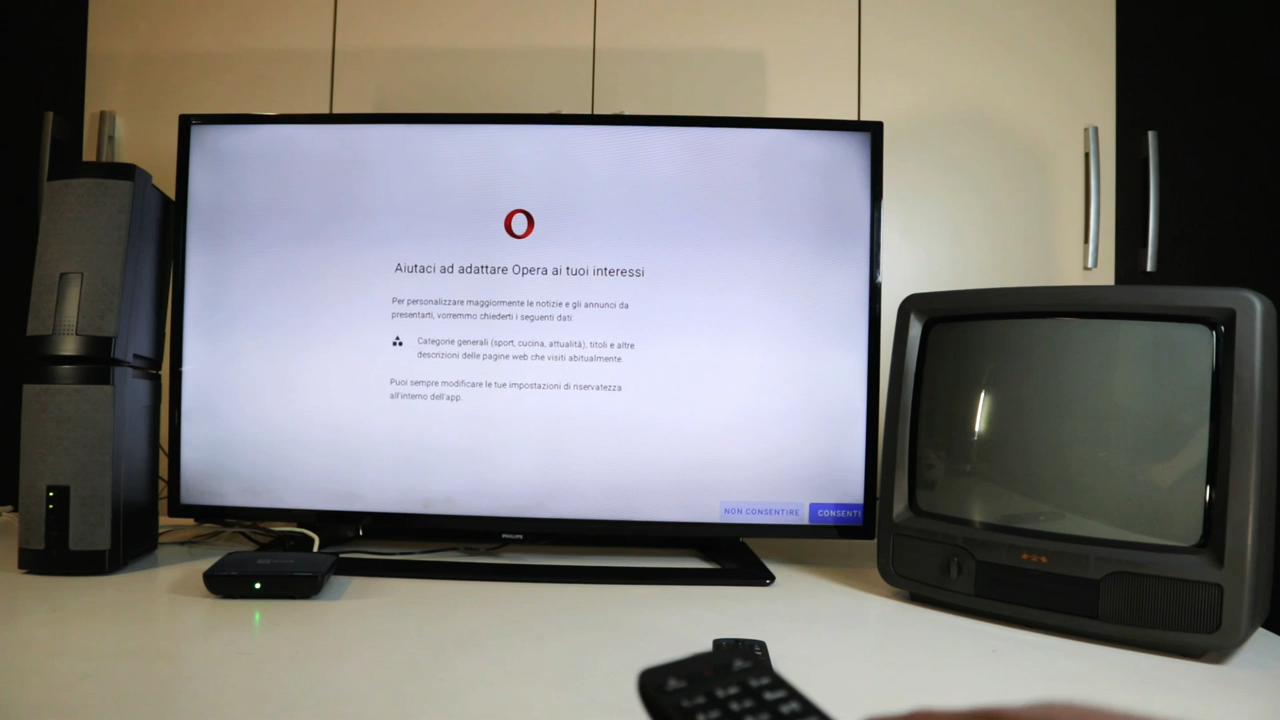 Aiutaci ad adattare Opera ai tuoi interessi
Per personalizzare maggiormente le notizie e gli annunci da
presentarti, vorremmo chiederti i seguenti dati:
Categorie generali (sport, cucina, attualità), titoli e altre
descrizioni delle pagine web che visiti abitualmente.
Puoi sempre modificare le tue impostazioni di riservatezza
all'interno dell'app.
NON CONSENTIRE
CONSENTI
PHILIPS